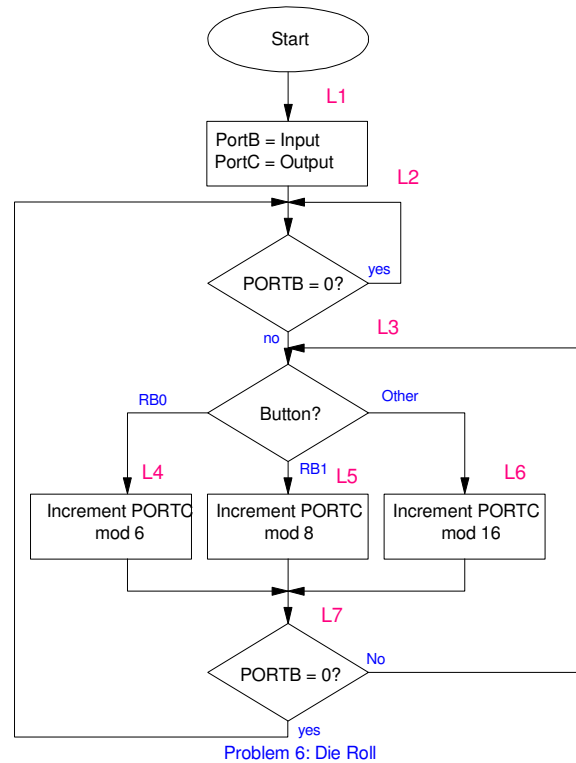 Start
L1
PortB = Input
PortC = Output
L2
PORTB = 0?
yes
no
L3
Button?
RB0
Other
RB1
L4
L5
L6
Increment PORTC
mod 6
Increment PORTC
mod 8
Increment PORTC
mod 16
L7
PORTB = 0?
No
yes
Problem 6: Die Roll